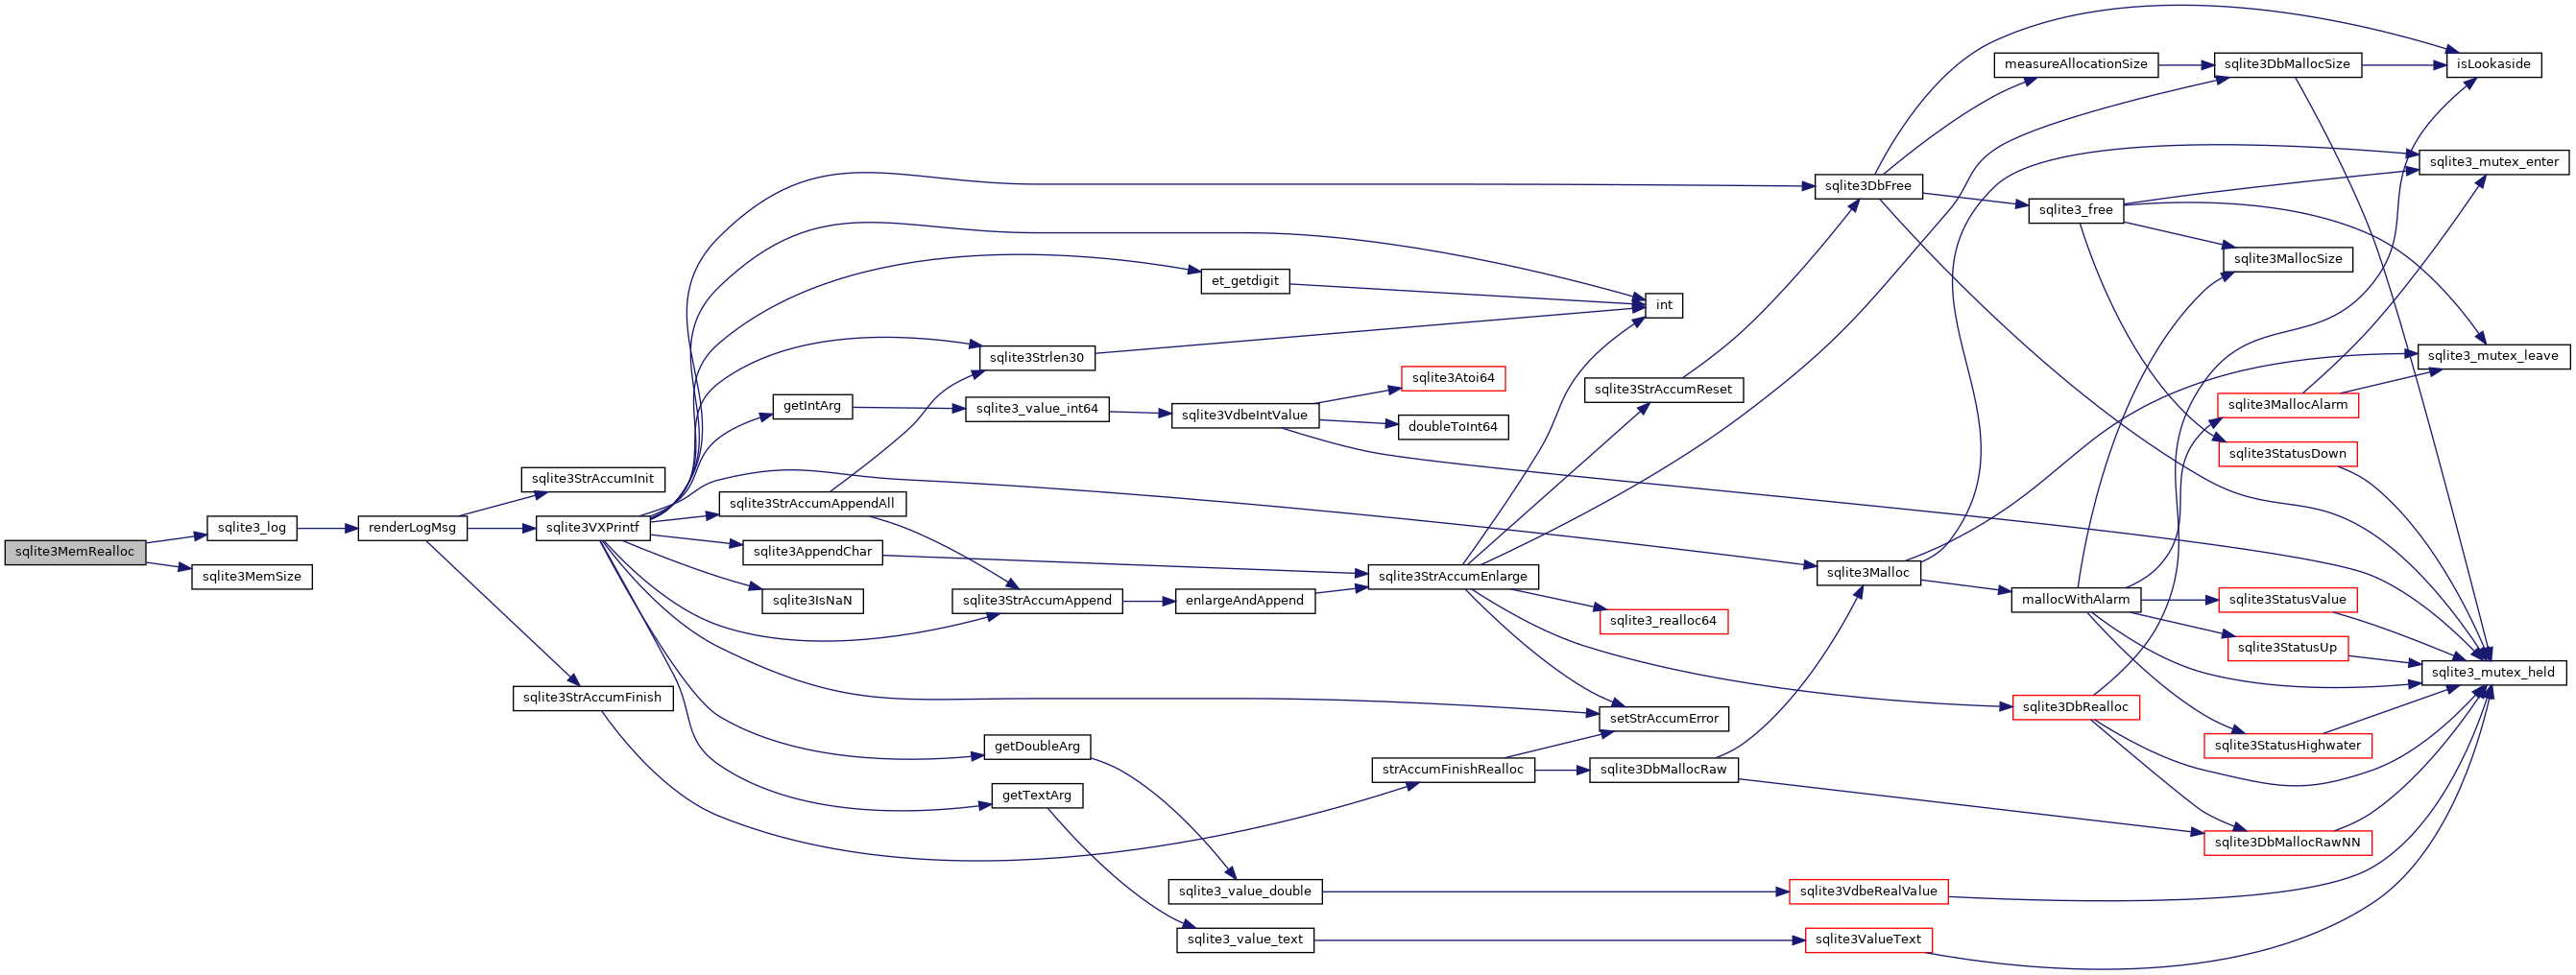 sqlite3MemRealloc
sqlite3_log
sqlite3MemSize
renderLogMsg
sqlite3StrAccumInit
sqlite3VXPrintf
sqlite3StrAccumFinish
sqlite3StrAccumAppendAll
sqlite3AppendChar
sqlite3IsNaN
getIntArg
sqlite3Strlen30
sqlite3_value_int64
sqlite3StrAccumAppend
getDoubleArg
getTextArg
et_getdigit
sqlite3VdbeIntValue
enlargeAndAppend
sqlite3_value_double
sqlite3_value_text
sqlite3Atoi64
doubleToInt64
sqlite3StrAccumEnlarge
strAccumFinishRealloc
int
sqlite3StrAccumReset
sqlite3_realloc64
setStrAccumError
sqlite3DbMallocRaw
sqlite3DbFree
sqlite3Malloc
sqlite3VdbeRealValue
sqlite3ValueText
measureAllocationSize
sqlite3_free
mallocWithAlarm
sqlite3DbRealloc
sqlite3DbMallocSize
sqlite3MallocSize
sqlite3MallocAlarm
sqlite3StatusDown
sqlite3StatusValue
sqlite3StatusUp
sqlite3StatusHighwater
sqlite3DbMallocRawNN
isLookaside
sqlite3_mutex_enter
sqlite3_mutex_leave
sqlite3_mutex_held